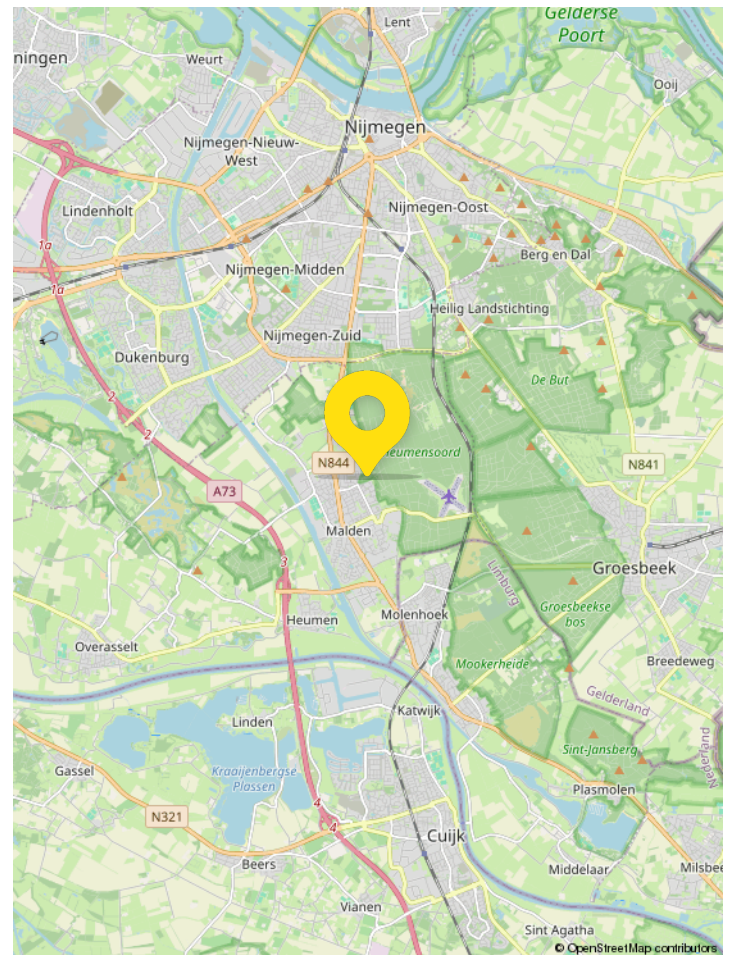 Gelderse
Poort
Lent
ningen
Weurt
Ooij
Nijmegen
Nijmegen-Nieuw-
West
Lindenholt
Nijmegen-Oost
1a
Berg en Dal
Nijmegen-Midden
1a
Heilig Landstichting
Nijmegen-Zuid
Dukenburg
De But
2
2
N844
N841
A73
Malden
3
Limburg
Groesbeek
Heumen
Molenhoek
Groesbeekse
bos
Overasselt
Mookerheide
Breedeweg
Gelderland
Katwijk
Linden
Nederland
Sint-Jansberg
Gassel
Kraaijenbergse
Plassen
Plasmolen
4
N321
4
Cuijk
Beers
Middelaar
Milsbee
Vianen
Sint Agatha
© OpenStreetMap contributors